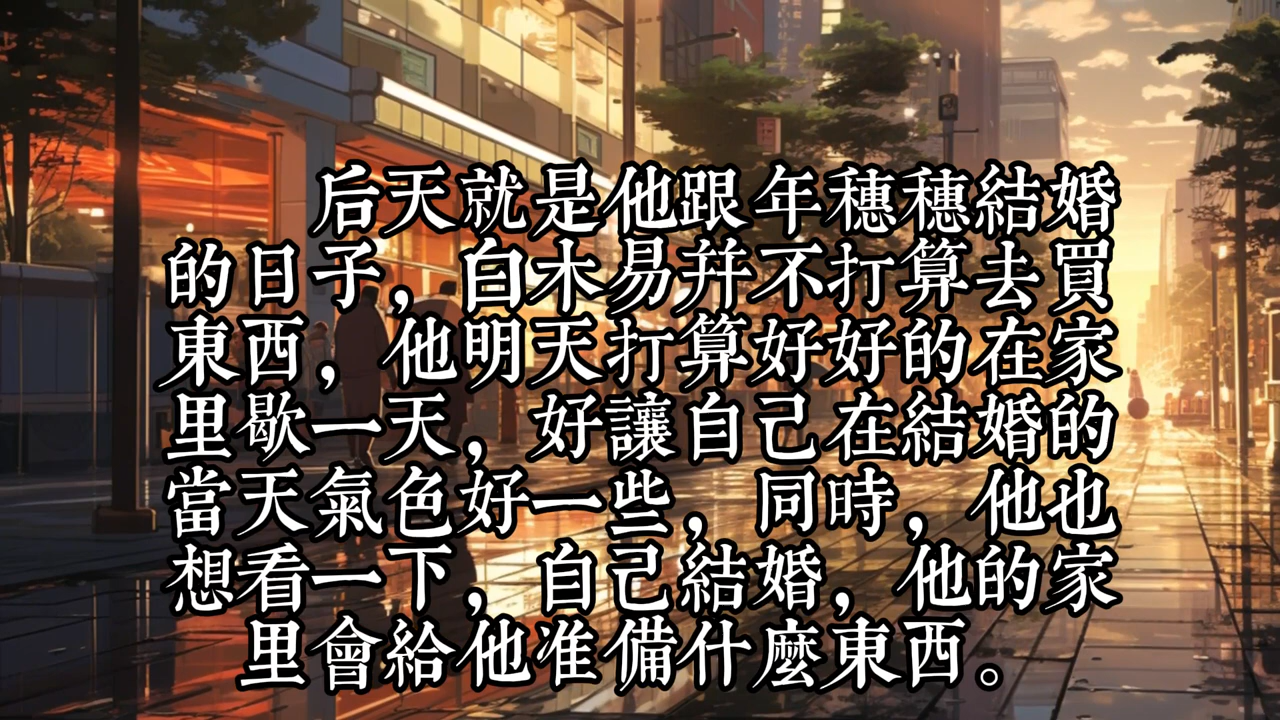 后天就是他跟年穗穗結婚
的日子，白木易幷不打算去買
東西，他明天打算好好的在家
里歇一天，好讓自己在結婚的
當天氣色好一些，同時，他也
想看一下，自己結婚，他的家
里會給他准備什麼東西。